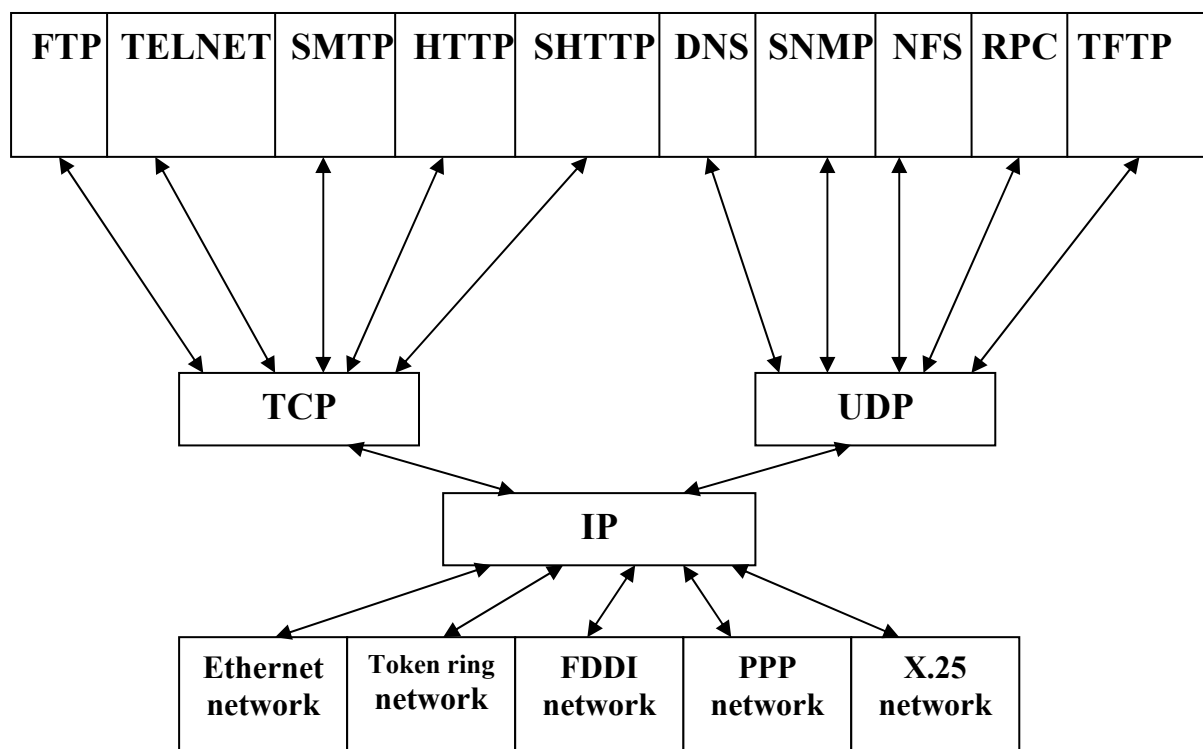 FTP TELNET SMTP HTTP SHTTP DNS SNMP NFS RPC TFTP
TCP UDP
IP
Ethernet network
Token ring network
FDDI network
PPP network
X.25 network